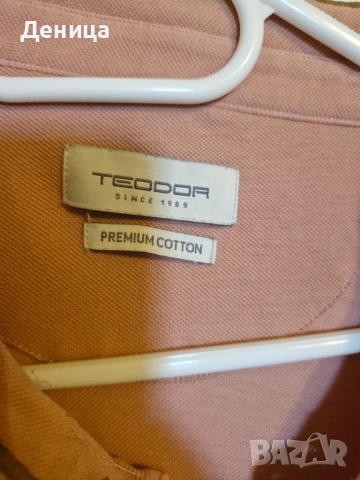 Деница
TEODOR
SINCE 1989
PREMIUM COTTON
BAZAR